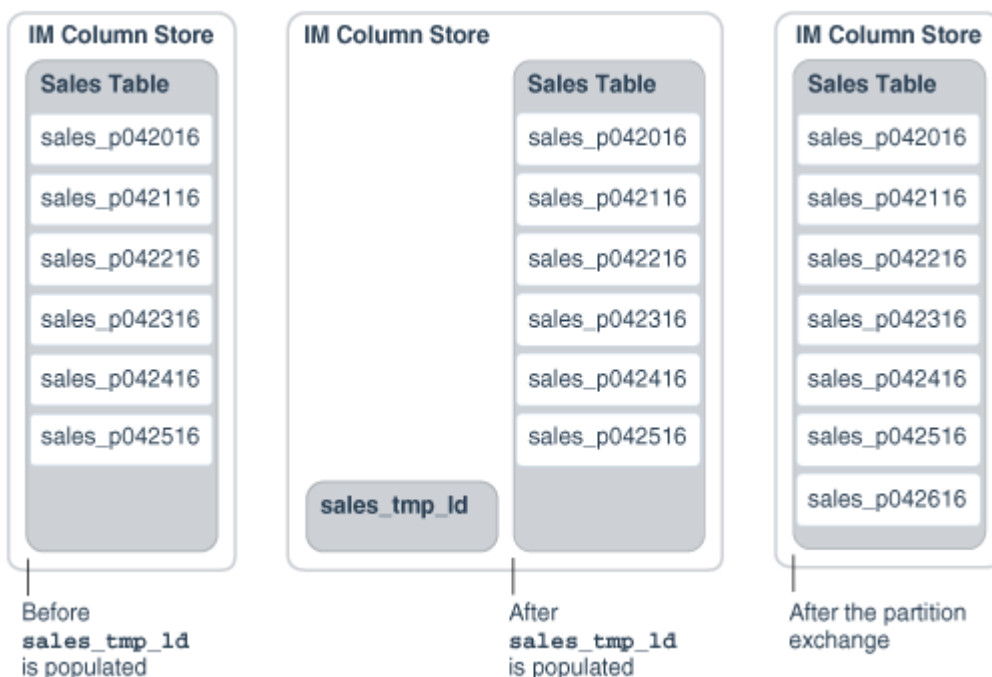 IM Column Store
Sales Table
sales_p042016
sales_p042116
sales_p042216
sales_p042316
sales_p042416
sales_p042516
Before
sales_tmp_ld
is populated
IM Column Store
sales_tmp_ld
Sales Table
sales_p042016
sales_p042116
sales_p042216
sales_p042316
sales_p042416
sales_p042516
After
sales_tmp_ld
is populated
IM Column Store
Sales Table
sales_p042016
sales_p042116
sales_p042216
sales_p042316
sales_p042416
sales_p042516
sales_p042616
After the partition
exchange